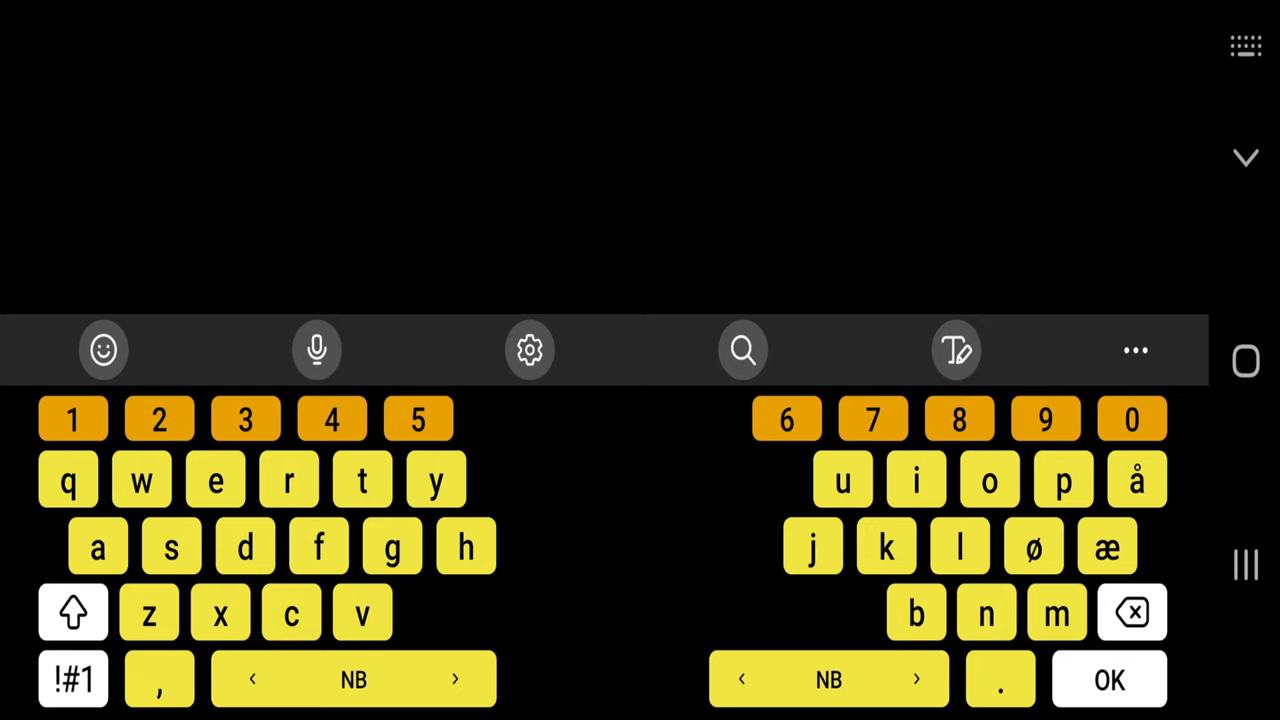 1 2 3 4 5 6 7 8 9 0
q w e r t y u i o p å
a s d f g h j k l ø æ
z x c v b n m
!#1 , < NB > < NB > . OK